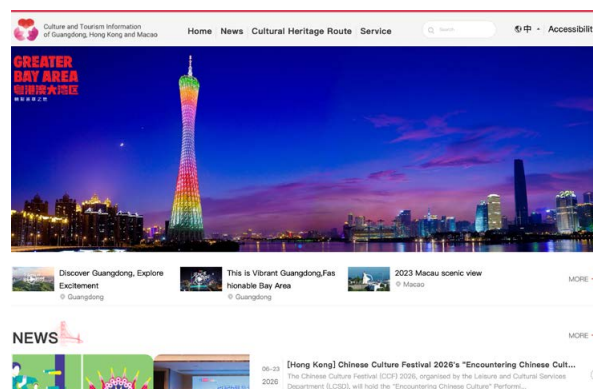 Culture and Tourism Information
of Guangdong, Hong Kong and Macao
Home News Cultural Heritage Route Service
Search
中
Accessibilit
GREATER
BAY AREA
粤港澳大湾区
Discover Guangdong, Explore
Excitement
Guangdong
This is Vibrant Guangdong,Fas
hionable Bay Area
Guangdong
2023 Macau scenic view
Macao
MORE
NEWS
MORE
06-23
2026
[Hong Kong] Chinese Culture Festival 2026's "Encountering Chinese Cult...
The Chinese Culture Festival (CCF) 2026, organised by the Leisure and Cultural Services
Department (LCSD), will hold the "Encountering Chinese Culture" Performi...